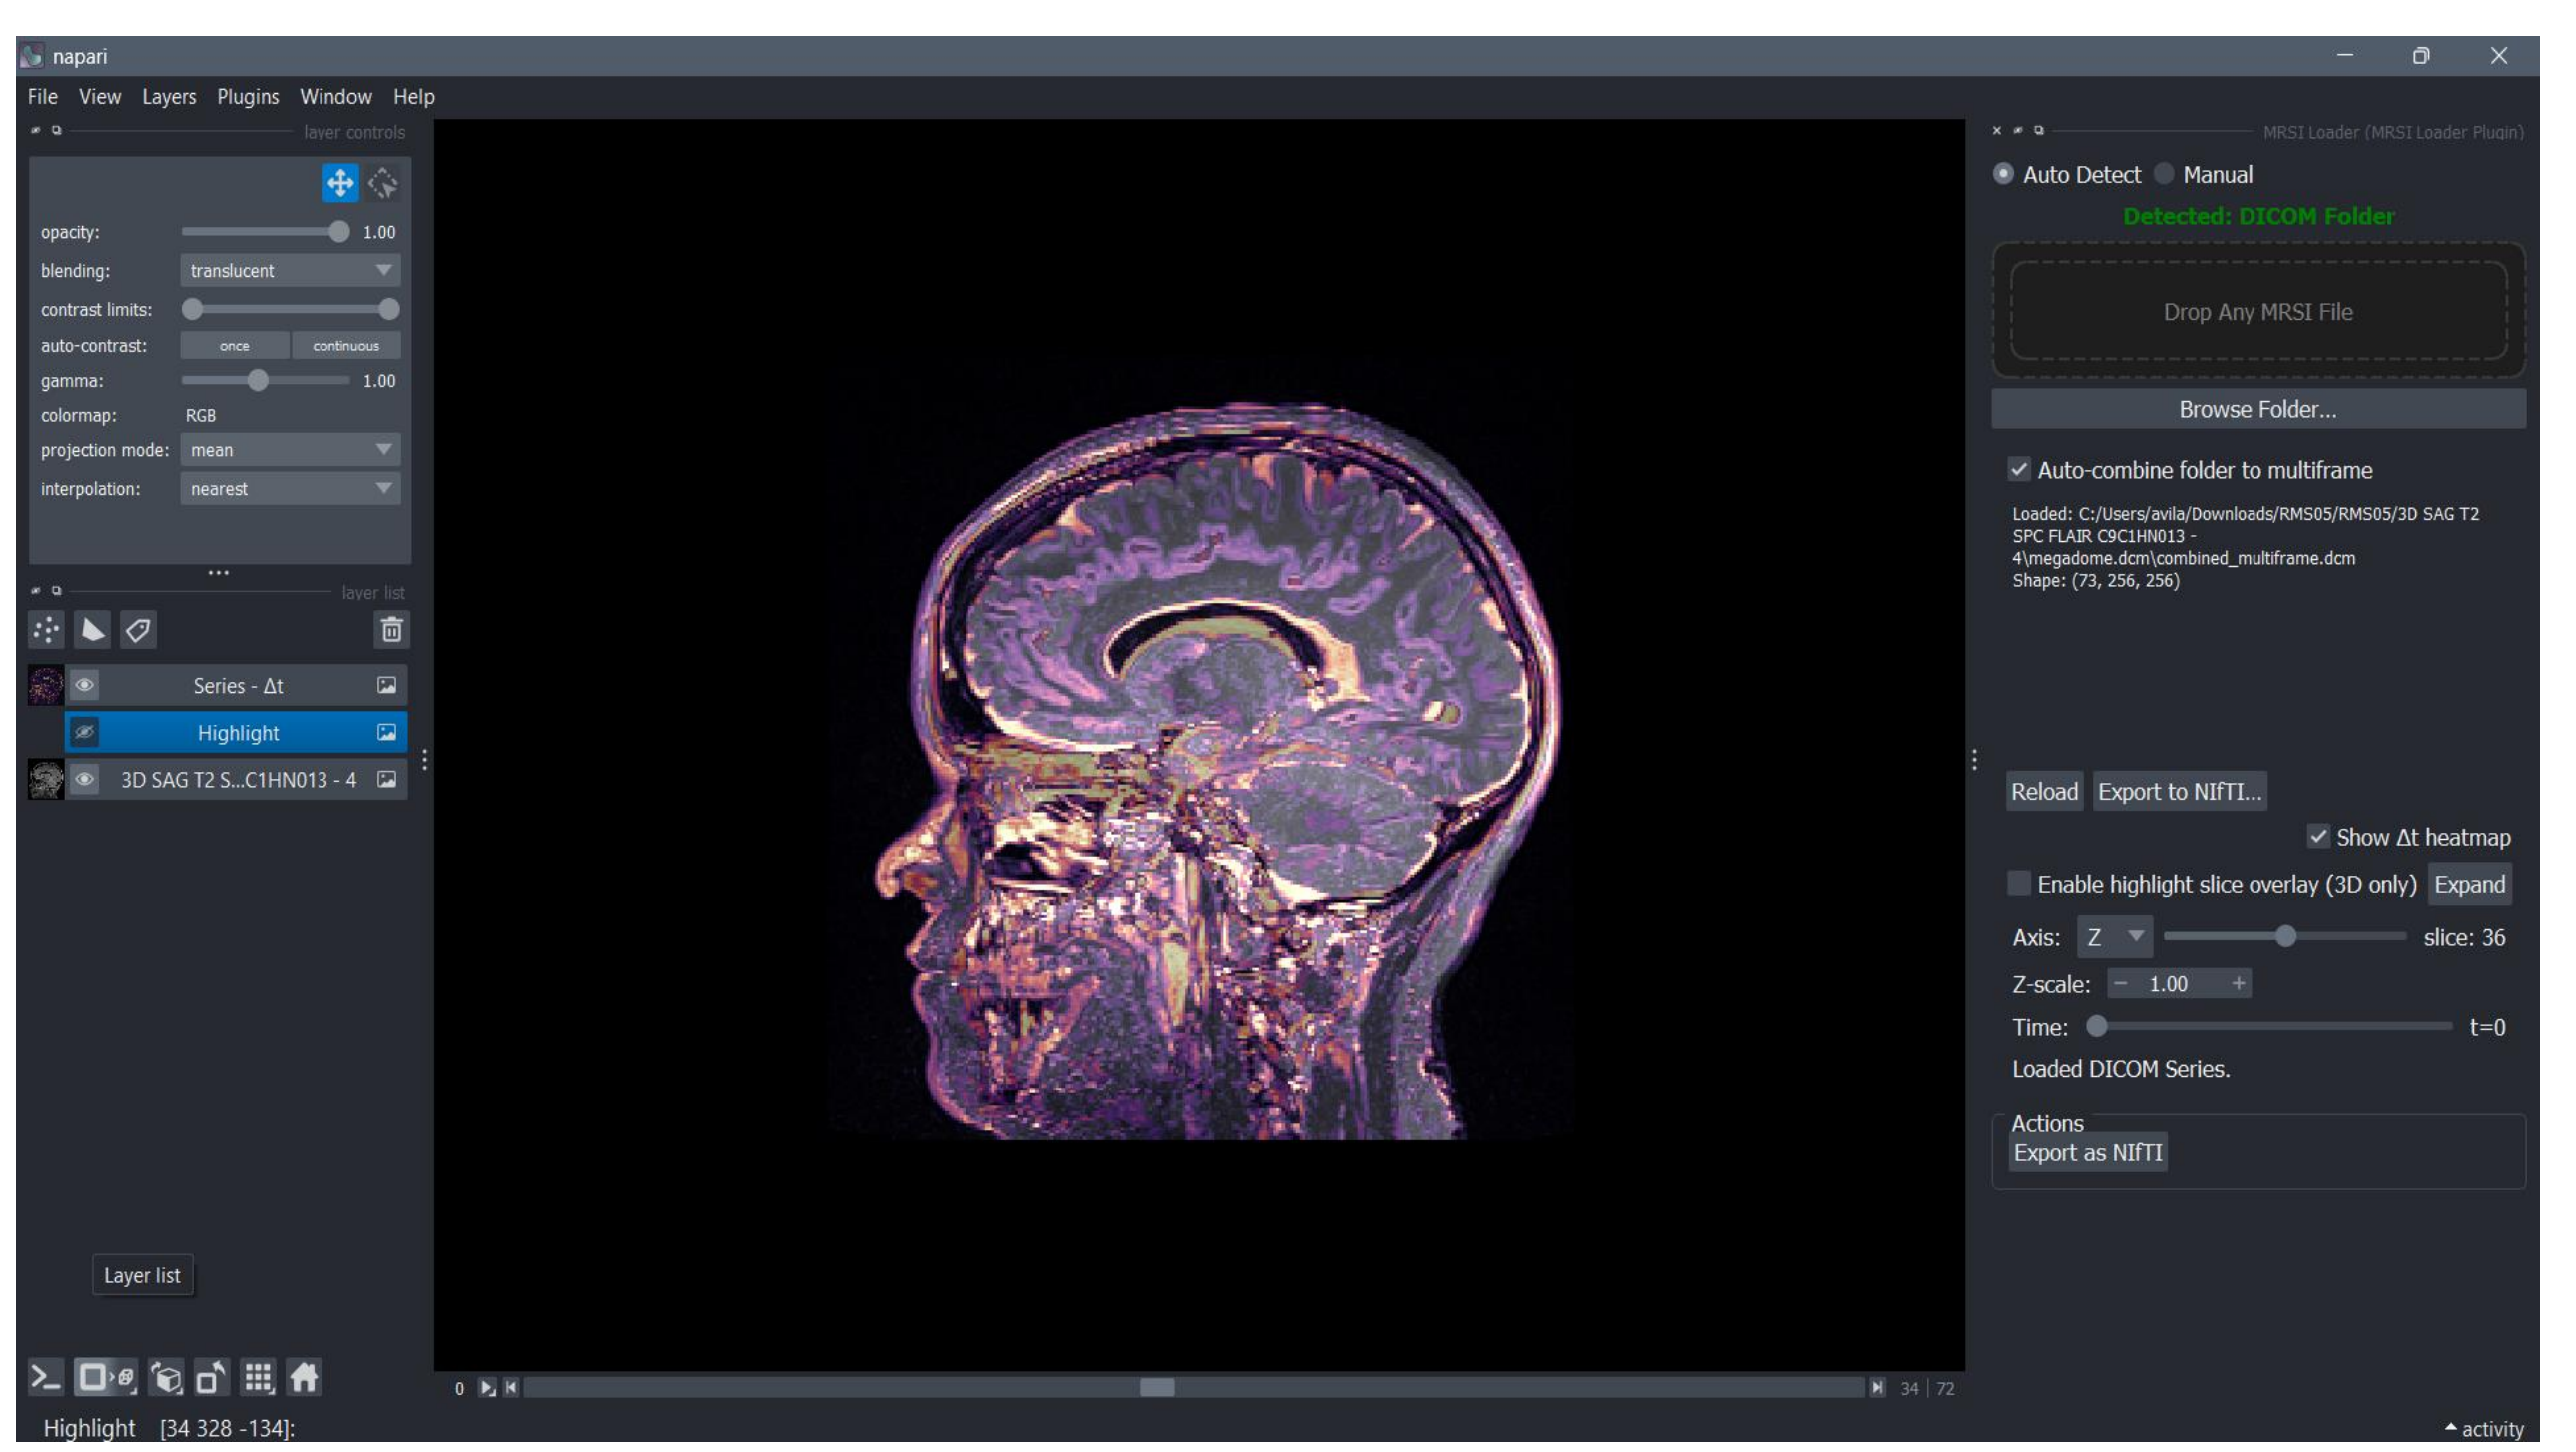 napari
File View Layers Plugins Window Help
layer controls
opacity: 1.00
blending: translucent
contrast limits:
auto-contrast: once continuous
gamma: 1.00
colormap: RGB
projection mode: mean
interpolation: nearest
layer list
Series - Δt
Highlight
3D SAG T2 S...C1HN013 - 4
Layer list
0 34 72
Highlight [34 328 -134]:
MRSI Loader (MRSI Loader Plugin)
Auto Detect Manual
Detected: DICOM Folder
Drop Any MRSI File
Browse Folder...
Auto-combine folder to multiframe
Loaded: C:/Users/avila/Downloads/RMS05/RMS05/3D SAG T2
SPC FLAIR C9C1HN013 -
4\megadome.dcm\combined_multiframe.dcm
Shape: (73, 256, 256)
Reload Export to NIfTI...
Show Δt heatmap
Enable highlight slice overlay (3D only) Expand
Axis: Z slice: 36
Z-scale: - 1.00 +
Time: t=0
Loaded DICOM Series.
Actions
Export as NIfTI
activity